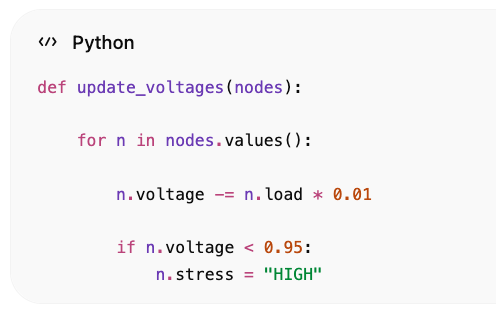 </> Python
def update_voltages(nodes):
    for n in nodes.values():
        n.voltage -= n.load * 0.01
        if n.voltage < 0.95:
            n.stress = "HIGH"